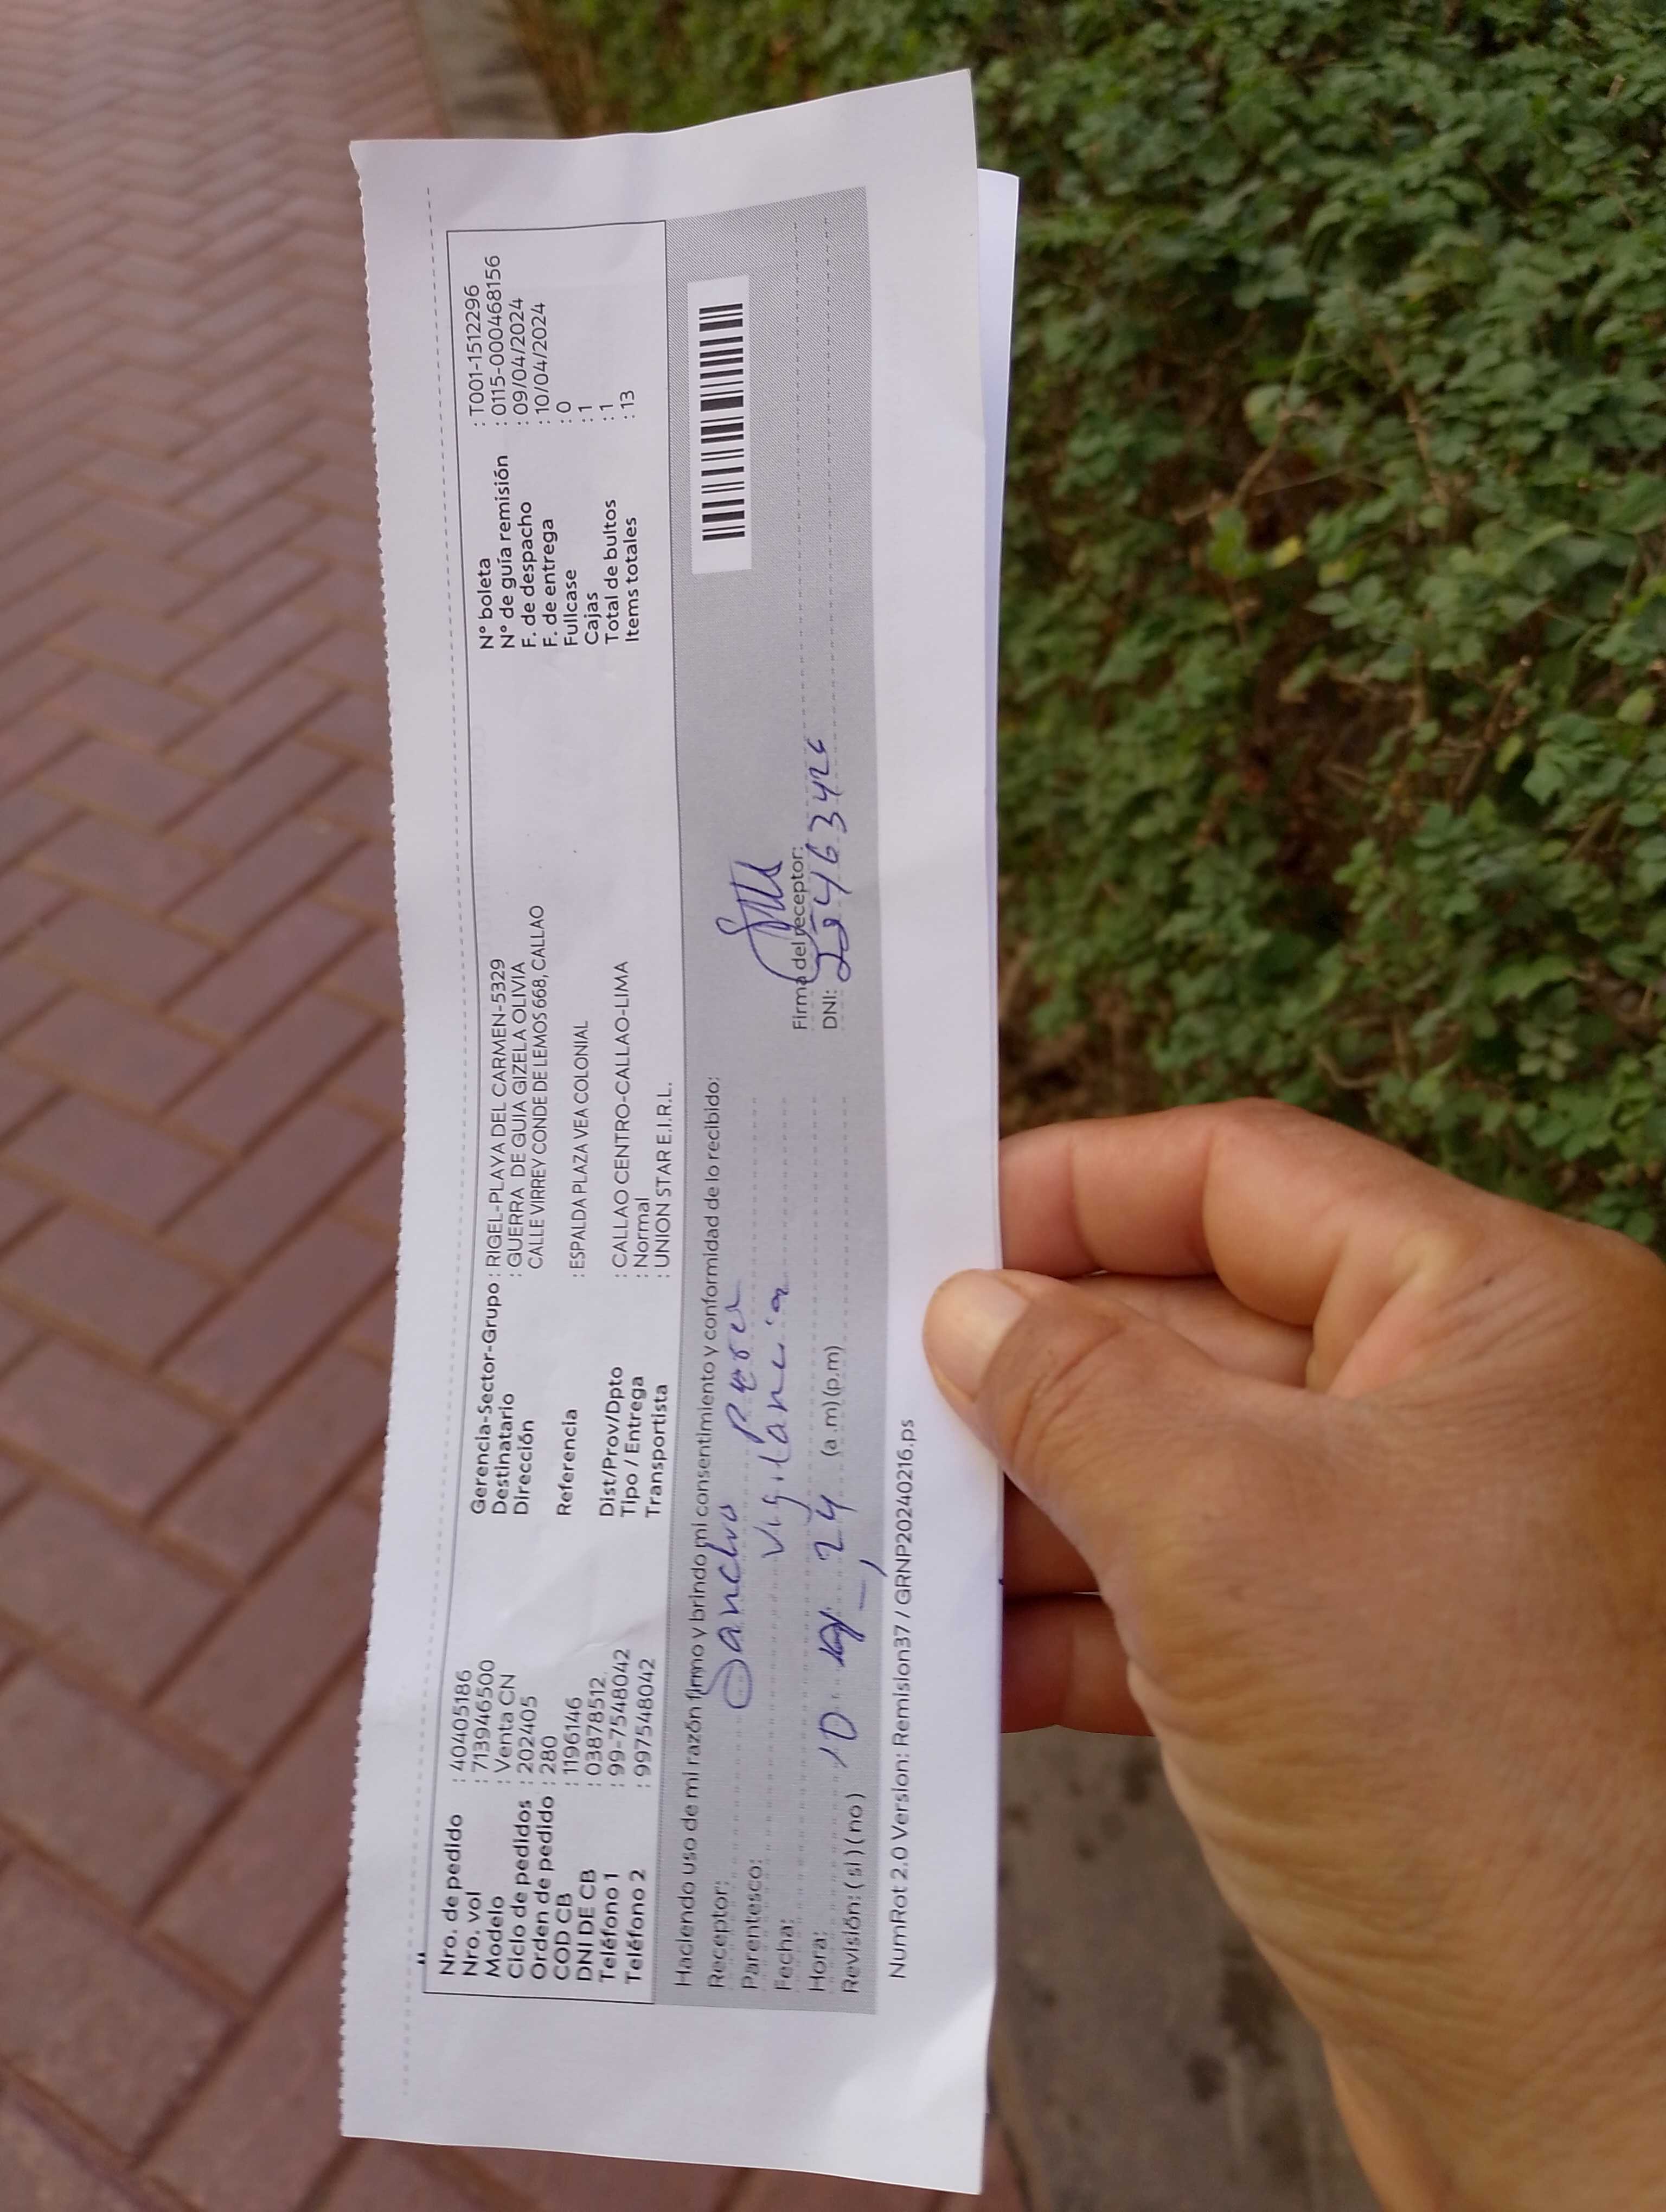 Nro. de pedido : 40405186
Nro. vol : 713946500
Modelo : Venta CN
Ciclo de pedidos : 202405
Orden de pedido : 280
COD CB : 1196146
DNI DE CB : 03878512
Teléfono 1 : 99-7548042
Teléfono 2 : 997548042
Gerencia-Sector-Grupo : RIGEL-PLAYA DEL CARMEN-5329
Destinatario : GUERRA DE GUIA GIZELA OLIVIA
Dirección CALLE VIRREY CONDE DE LEMOS 668, CALLAO
Referencia : ESPALDA PLAZA VEA COLONIAL
Dist/Prov/Dpto : CALLAO CENTRO-CALLAO-LIMA
Tipo / Entrega : Normal
Transportista : UNION STAR E.I.R.L.
N° boleta : T001-1512296
N° de guía remisión : 0115-0000468156
F. de despacho : 09/04/2024
F. de entrega : 10/04/2024
Fullcase : 0
Cajas : 1
Total de bultos : 1
Items totales : 13
Haciendo uso de mi razón firmo y brindo mi consentimiento y conformidad de lo recibido:
Receptor: Sancho
Parentesco: Vigilancia
Fecha: 10 24
Hora: (a.m)(p.m)
Revisión: (si)(no)
Firma del receptor:
DNI:
NumRot 2.0 Version: Remision37 / GRNP20240216.ps